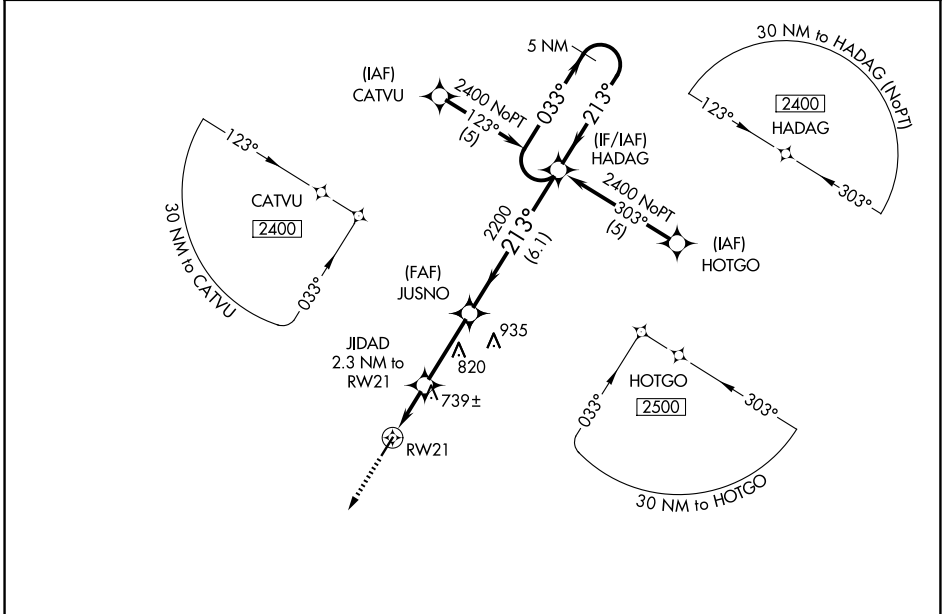 5 NM
(IAF)
CATVU
2400 NoPT
123°
(5)
033°
213°
(IF/IAF)
HADAG
2400 NoPT
303°
(5)
(IAF)
HOTGO
2200
213°
(6.1)
(FAF)
JUSNO
935
820
JIDAD
2.3 NM to
RW21
739±
RW21
123°
CATVU
2400
033°
30 NM to CATVU
30 NM to HADAG (NoPT)
123°
2400
HADAG
303°
HOTGO
2500
033°
303°
30 NM to HOTGO